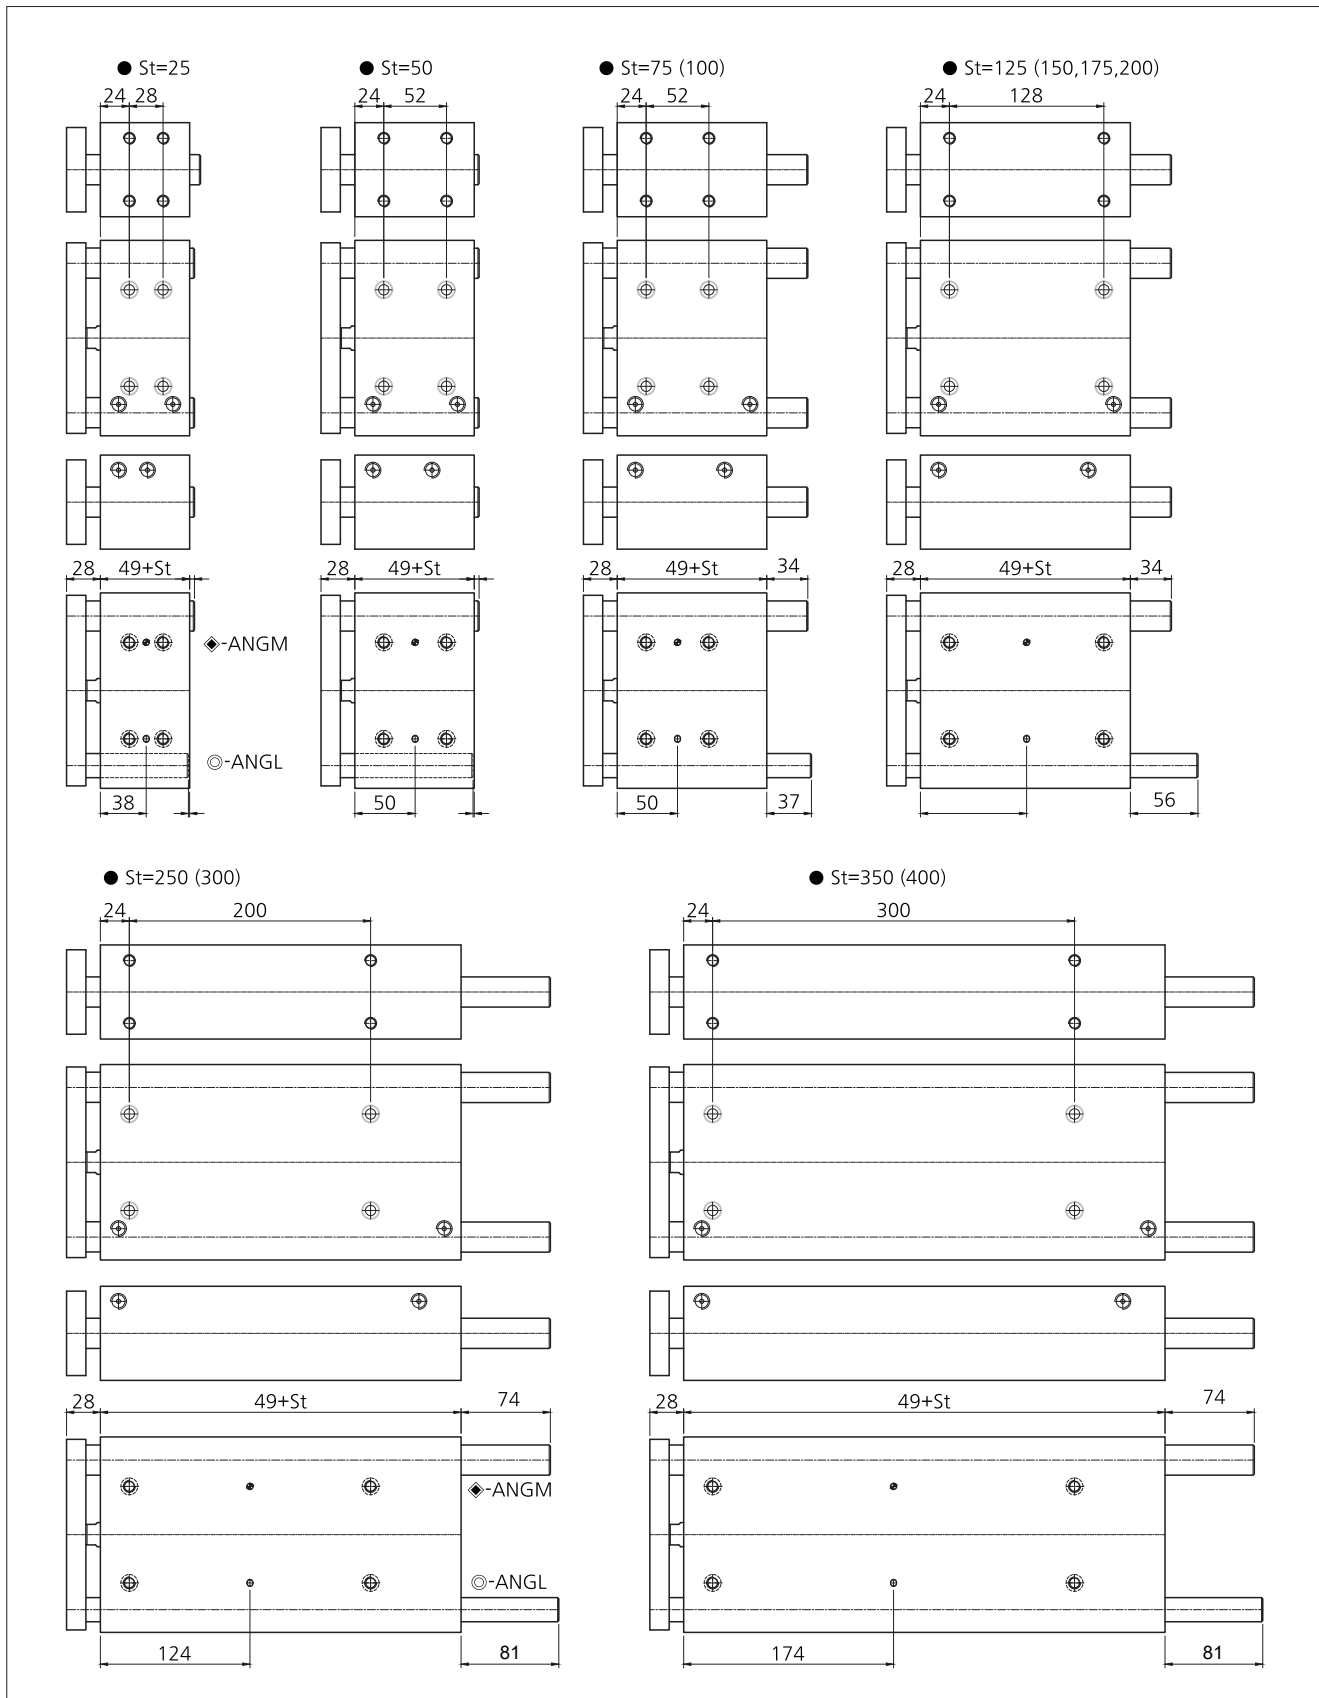 ● St=25
● St=50
● St=75 (100)
● St=125 (150,175,200)
24 28
24 52
24 52
24 128
28 49+St
28 49+St
28 49+St 34
28 49+St 34
◈-ANGM
◎-ANGL
38
50
50 37
56
● St=250 (300)
● St=350 (400)
24 200
24 300
28 49+St 74
28 49+St 74
◈-ANGM
◎-ANGL
124 81
174 81